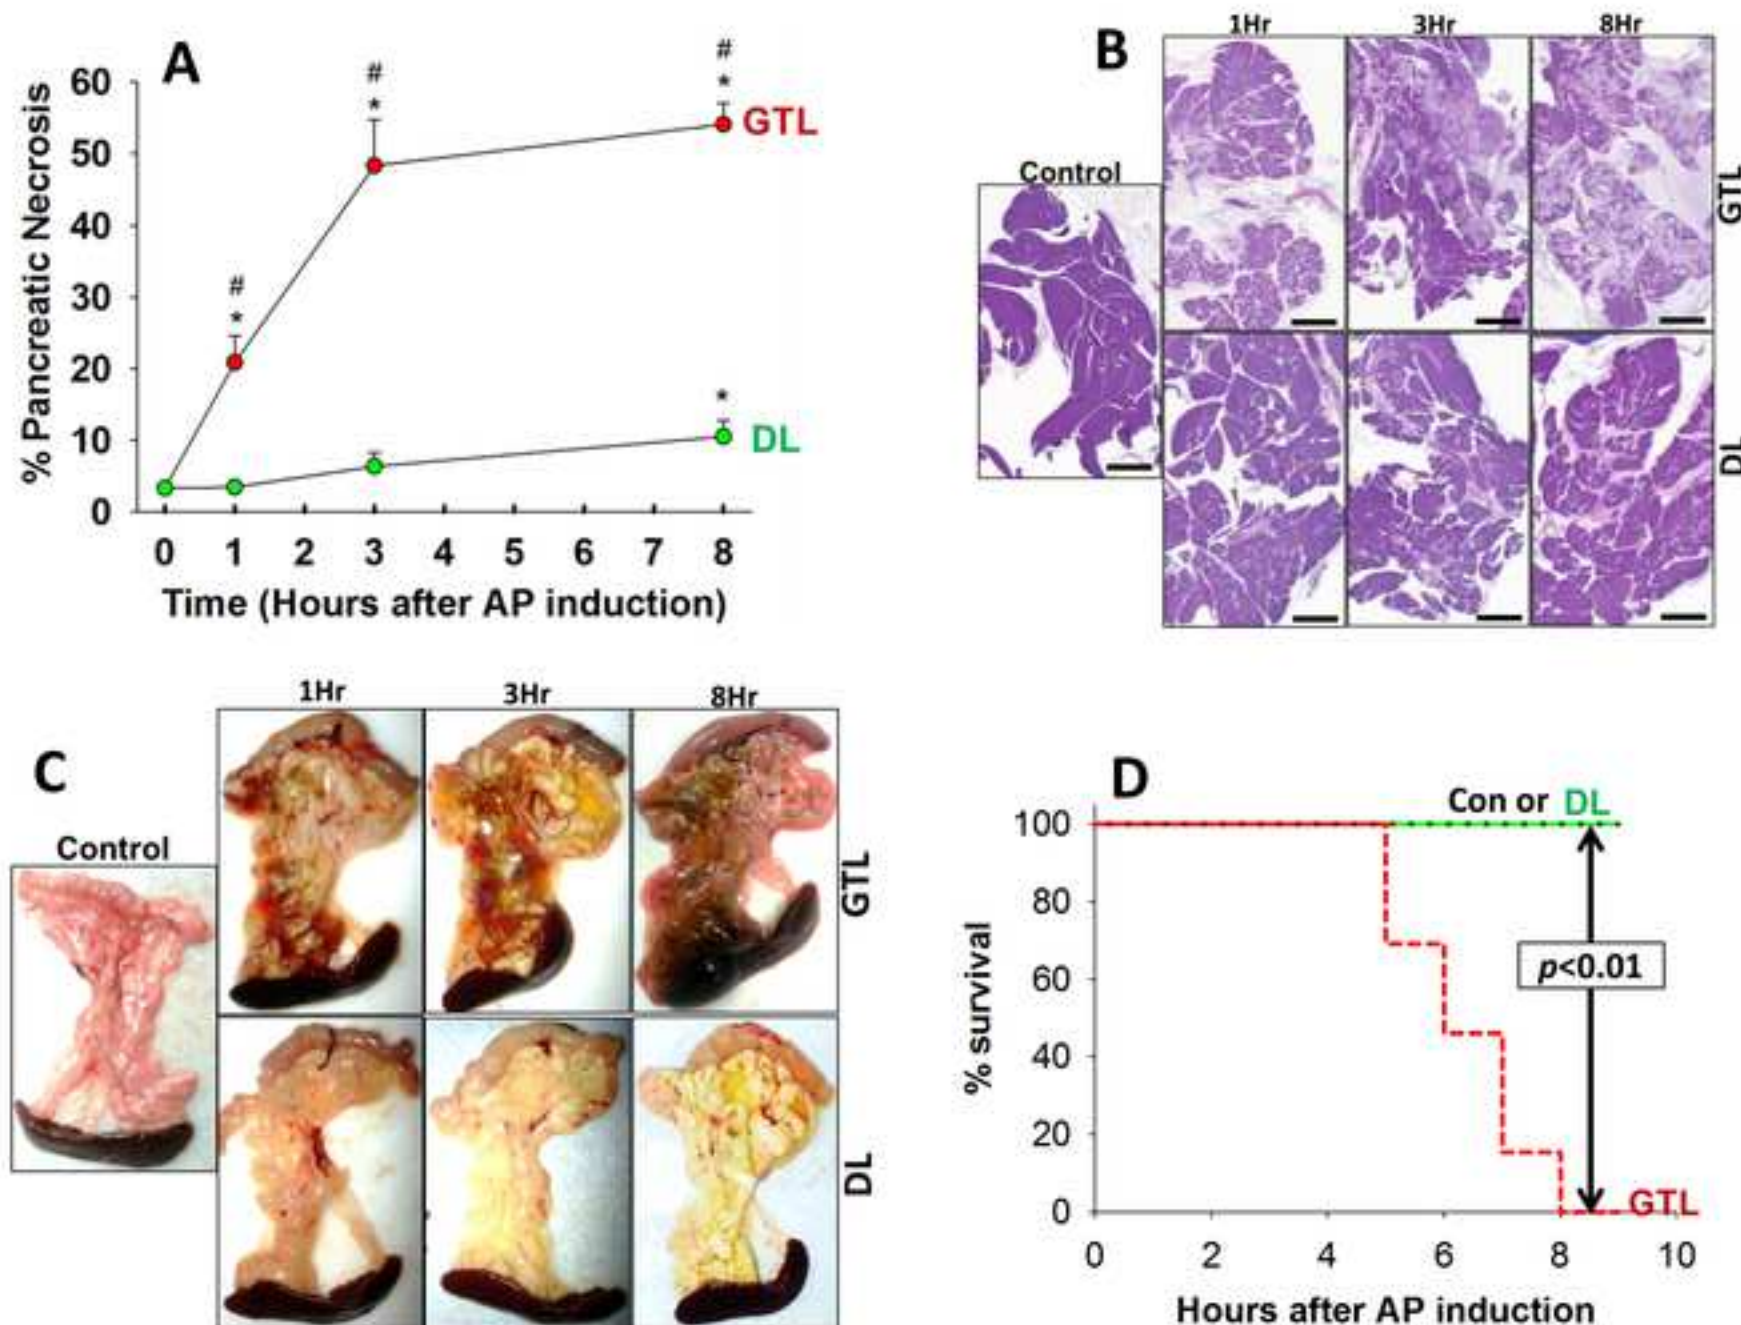 A
% Pancreatic Necrosis
60
50
40
30
20
10
0
#
*
#
*
#
*
GTL
*
DL
0 1 2 3 4 5 6 7 8
Time (Hours after AP induction)
B
1Hr 3Hr 8Hr
Control
GTL
DL
C
1Hr 3Hr 8Hr
Control
GTL
DL
D
Con or DL
% survival
100
80
60
40
20
0
p<0.01
GTL
0 2 4 6 8 10
Hours after AP induction